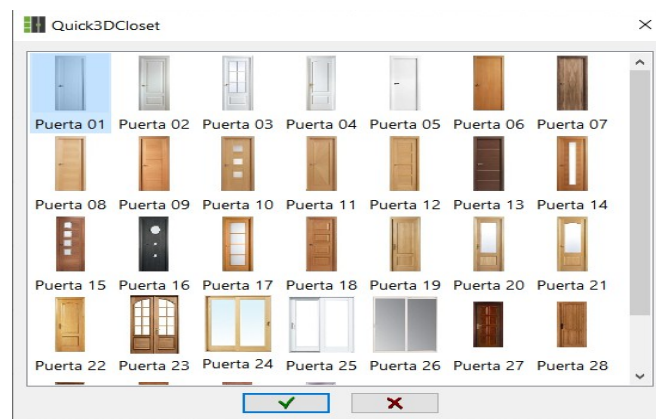 Quick3DCloset
Puerta 01 Puerta 02 Puerta 03 Puerta 04 Puerta 05 Puerta 06 Puerta 07
Puerta 08 Puerta 09 Puerta 10 Puerta 11 Puerta 12 Puerta 13 Puerta 14
Puerta 15 Puerta 16 Puerta 17 Puerta 18 Puerta 19 Puerta 20 Puerta 21
Puerta 22 Puerta 23 Puerta 24 Puerta 25 Puerta 26 Puerta 27 Puerta 28